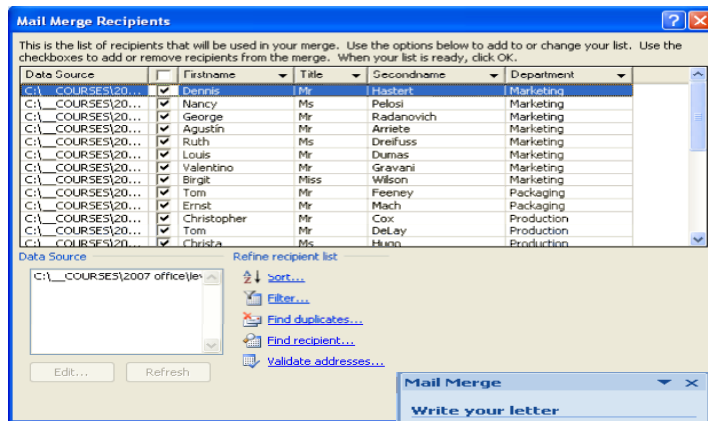 Mail Merge Recipients
This is the list of recipients that will be used in your merge. Use the options below to add to or change your list. Use the
checkboxes to add or remove recipients from the merge. When your list is ready, click OK.
Data Source Firstname Title Secondname Department
C:\__COURSES\20... Dennis Mr Hastert Marketing
C:\__COURSES\20... Nancy Ms Pelosi Marketing
C:\__COURSES\20... George Mr Radanovich Marketing
C:\__COURSES\20... Agustín Mr Arriete Marketing
C:\__COURSES\20... Ruth Ms Dreifuss Marketing
C:\__COURSES\20... Louis Mr Dumas Marketing
C:\__COURSES\20... Valentino Mr Gravani Marketing
C:\__COURSES\20... Birgit Miss Wilson Marketing
C:\__COURSES\20... Tom Mr Feeney Packaging
C:\__COURSES\20... Ernst Mr Mach Packaging
C:\__COURSES\20... Christopher Mr Cox Production
C:\__COURSES\20... Tom Mr DeLay Production
C:\__COURSES\20... Christa Ms Hugo Production
Data Source Refine recipient list
C:\__COURSES\2007 office\lev
Sort...
Filter...
Find duplicates...
Find recipient...
Validate addresses...
Edit... Refresh
Mail Merge
Write your letter